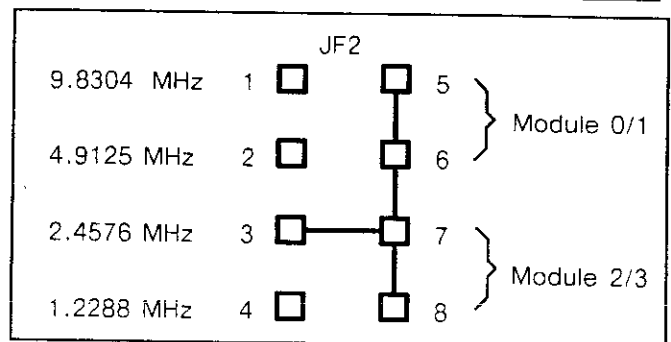 JF2
9.8304 MHz 1 5
Module 0/1
4.9125 MHz 2 6
2.4576 MHz 3 7
Module 2/3
1.2288 MHz 4 8